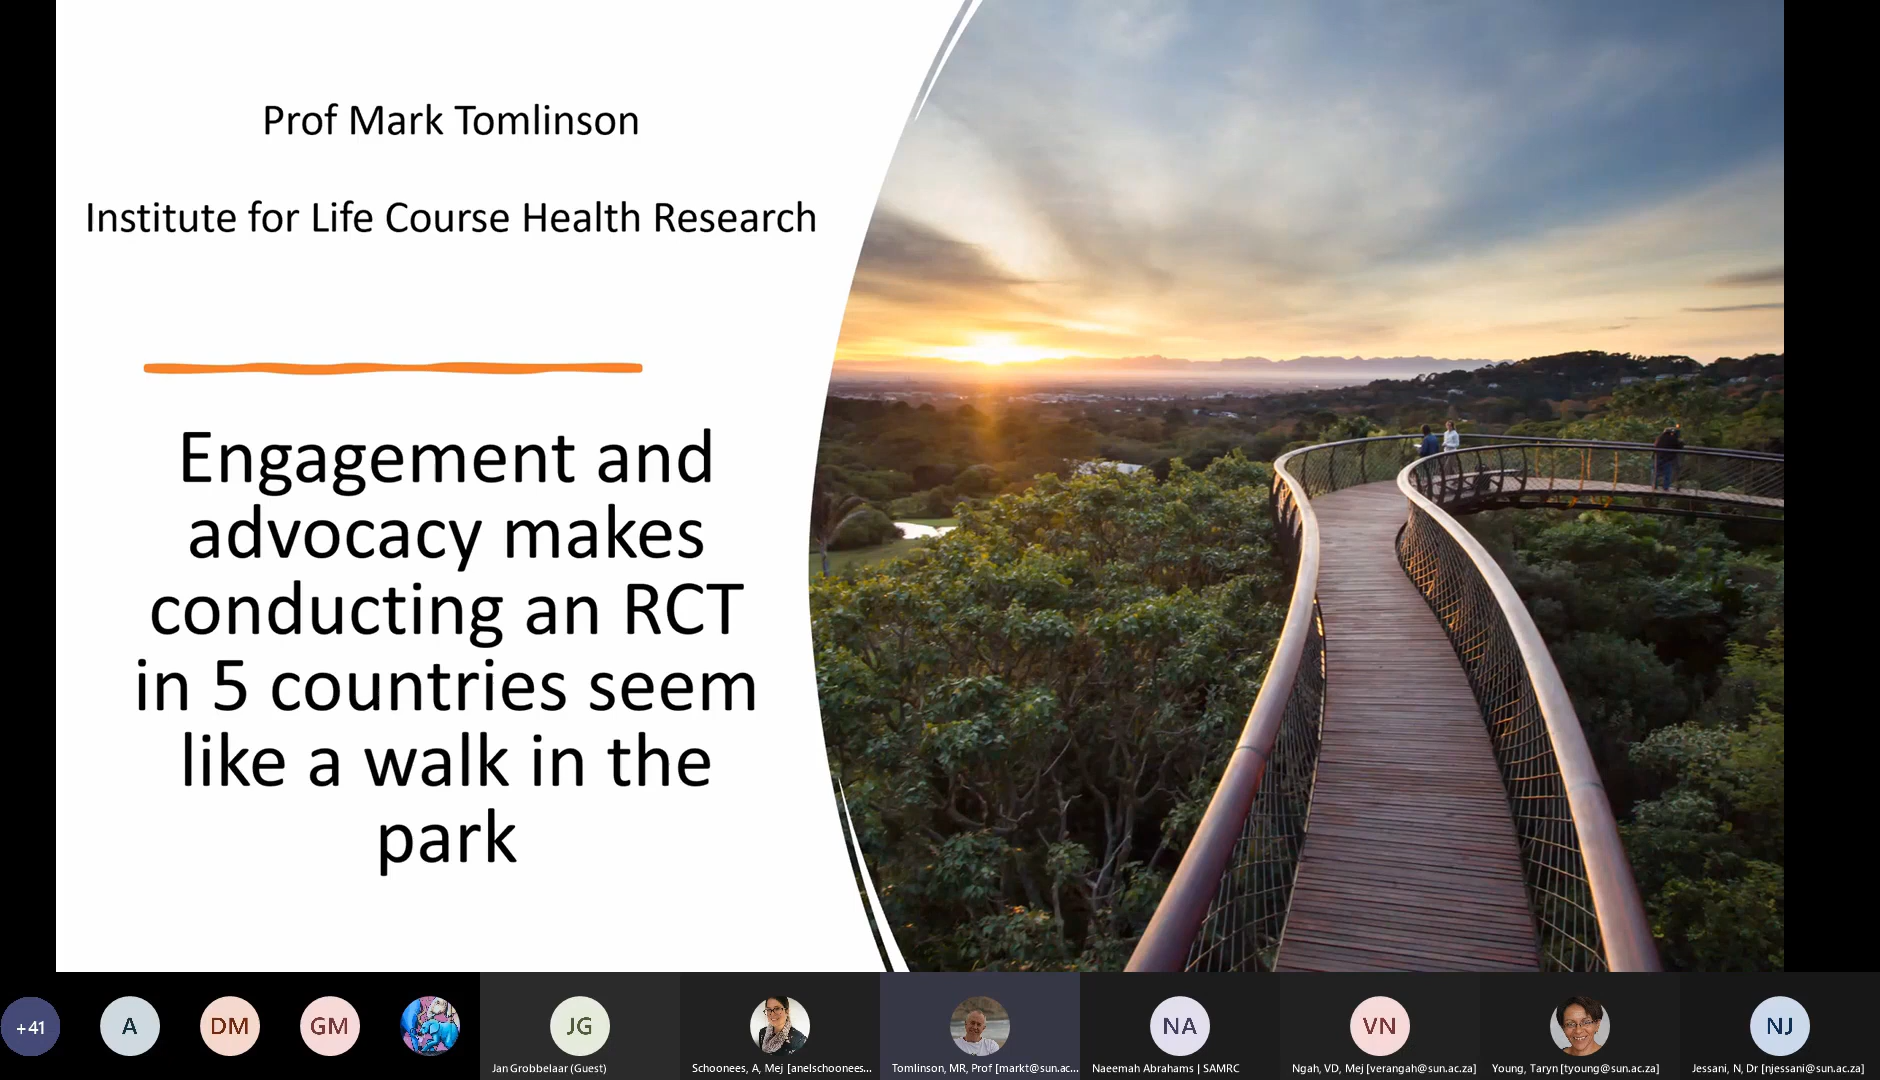 Prof Mark Tomlinson
Institute for Life Course Health Research
Engagement and
advocacy makes
conducting an RCT
in 5 countries seem
like a walk in the
park
+41
A
DM
GM
JG
NA
VN
NJ
Jan Grobbelaar (Guest)
Schoonees, A, Mej [anelschoonees...
Tomlinson, MR, Prof [markt@sun.ac...
Naeemah Abrahams | SAMRC
Ngah, VD, Mej [verangah@sun.ac.za]
Young, Taryn [tyoung@sun.ac.za]
Jessani, N, Dr [njessani@sun.ac.za]